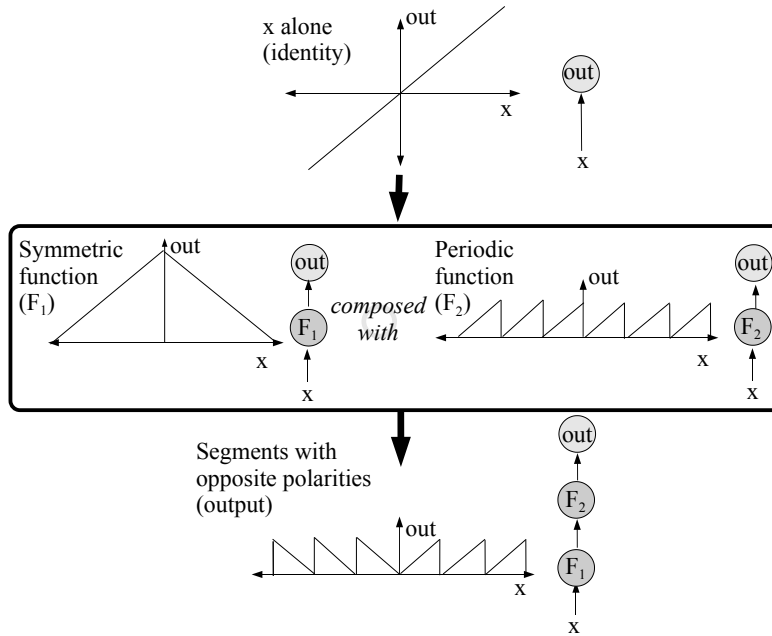 x alone
(identity)
out
x
out
x
Symmetric
function
(F₁)
out
x
out
F₁
x
composed
with
Periodic
function
(F₂)
out
x
out
F₂
x
Segments with
opposite polarities
(output)
out
x
out
F₂
F₁
x